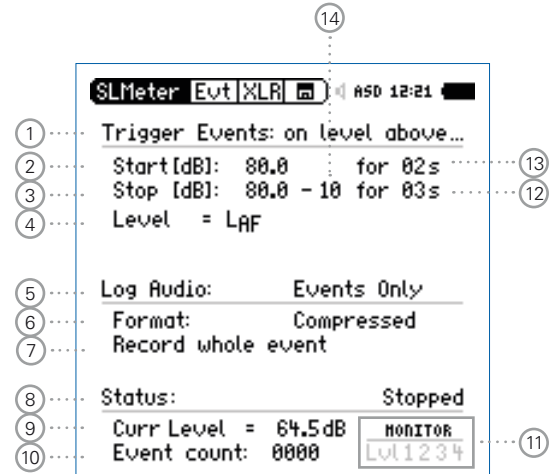 14
SLMeter Evt XLR ASD 12:21
1 Trigger Events: on level above...
2 Start[dB]: 80.0 for 02s 13
3 Stop [dB]: 80.0 - 10 for 03s 12
4 Level = LAF
5 Log Audio: Events Only
6 Format: Compressed
7 Record whole event
8 Status: Stopped
9 Curr Level = 64.5dB MONITOR
10 Event count: 0000 Lvl1234 11